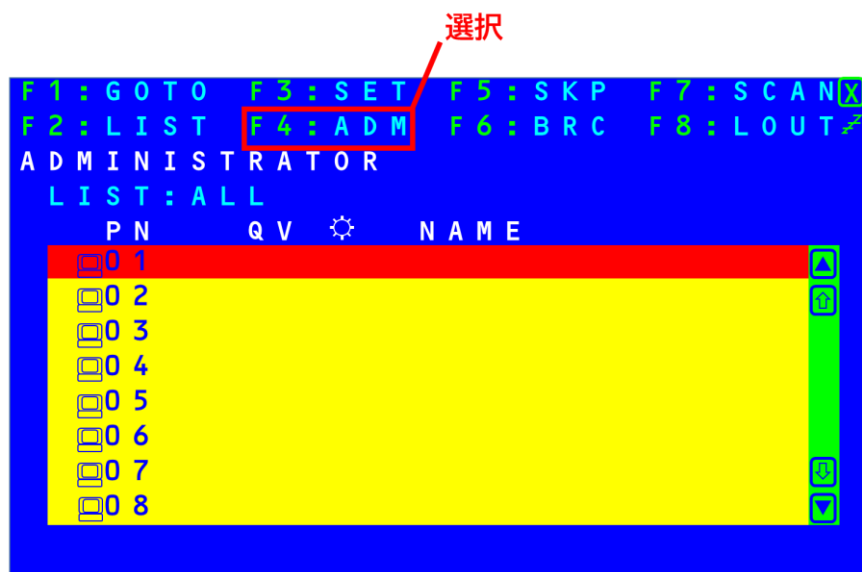 選択
F1:GOTO F3:SET F5:SKP F7:SCAN X
F2:LIST F4:ADM F6:BRC F8:LOUT zZ
ADMINISTRATOR
LIST:ALL
PN QV NAME
01
02
03
04
05
06
07
08